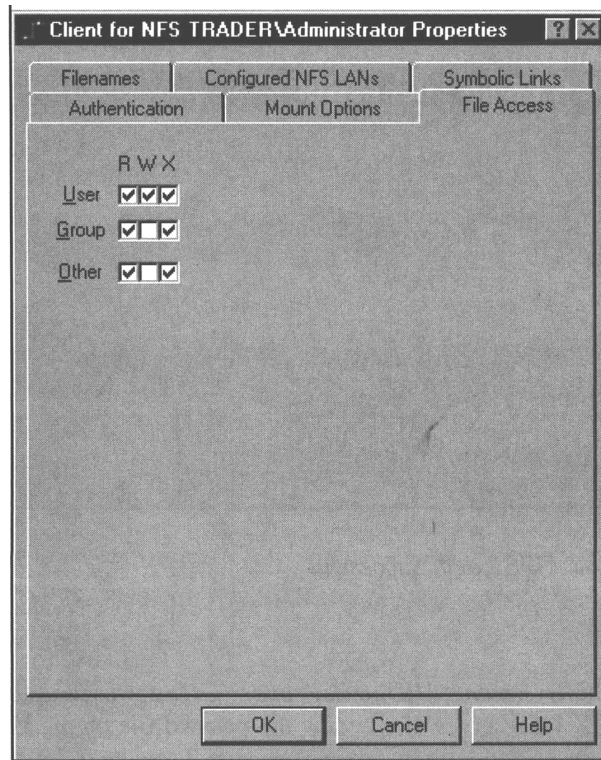 Client for NFS TRADER\Administrator Properties
Filenames Configured NFS LANs Symbolic Links
Authentication Mount Options File Access
R W X
User
Group
Other
OK Cancel Help